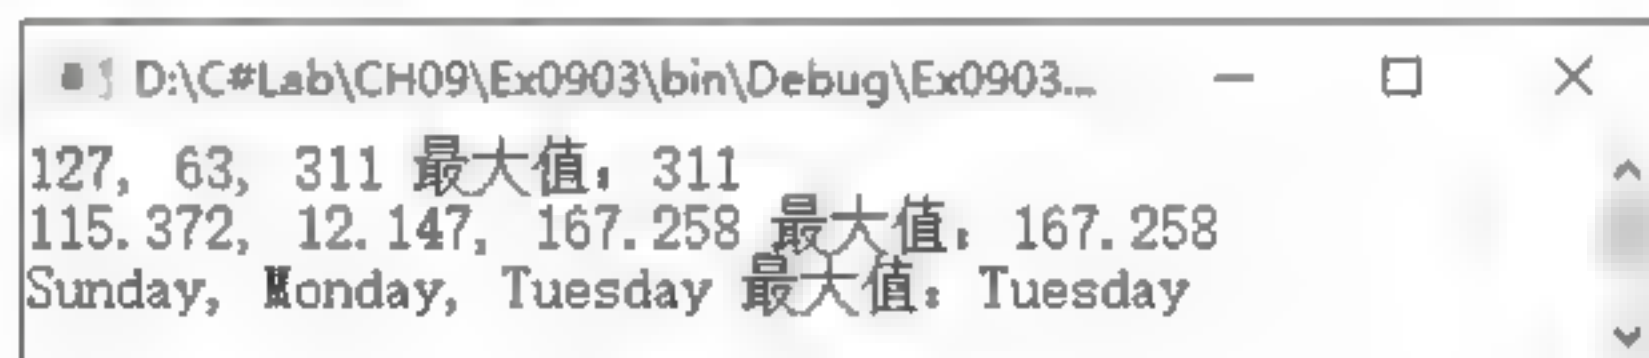 D:\C#Lab\CH09\Ex0903\bin\Debug\Ex0903...
127, 63, 311 最大值：311
115.372, 12.147, 167.258 最大值：167.258
Sunday, Monday, Tuesday 最大值：Tuesday